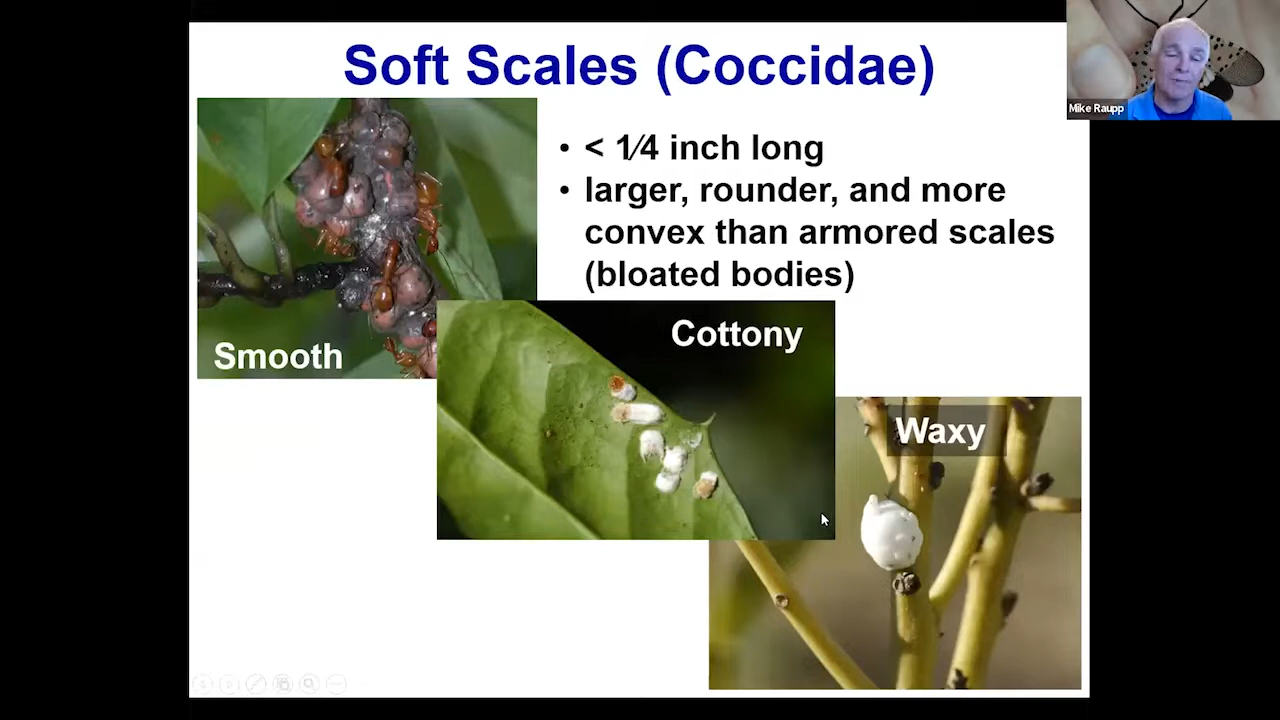 Soft Scales (Coccidae)
Mike Raupp
• < 1⁄4 inch long
• larger, rounder, and more
convex than armored scales
(bloated bodies)
Smooth
Cottony
Waxy